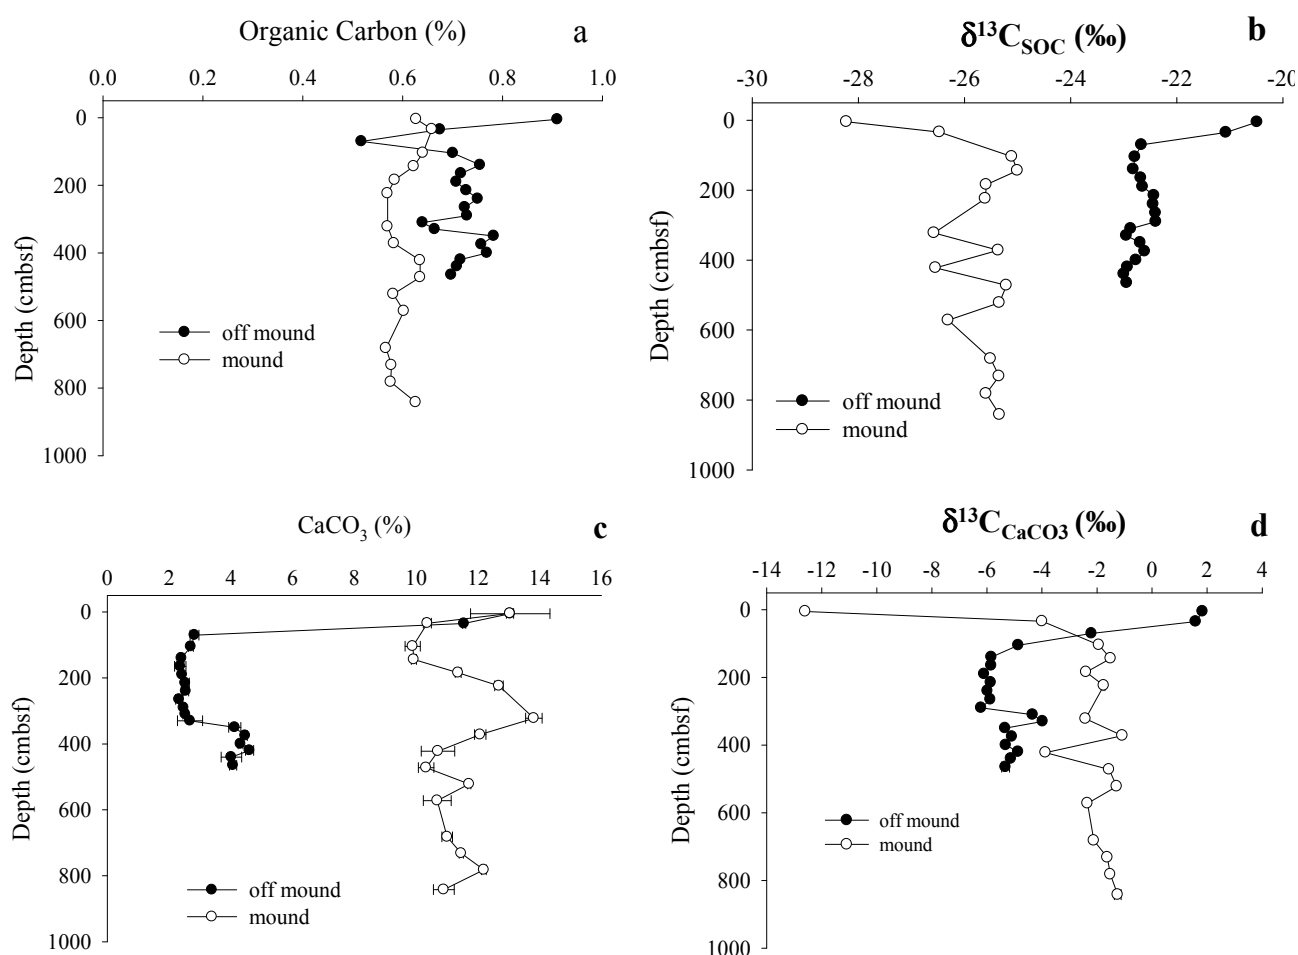 Organic Carbon (%) a
0.0 0.2 0.4 0.6 0.8 1.0
Depth (cmbsf)
0
200
400
600
800
1000
off mound
mound
δ¹³C_SOC (‰) b
-30 -28 -26 -24 -22 -20
Depth (cmbsf)
0
200
400
600
800
1000
off mound
mound
CaCO₃ (%) c
0 2 4 6 8 10 12 14 16
Depth (cmbsf)
0
200
400
600
800
1000
off mound
mound
δ¹³C_CaCO3 (‰) d
-14 -12 -10 -8 -6 -4 -2 0 2 4
Depth (cmbsf)
0
200
400
600
800
1000
off mound
mound